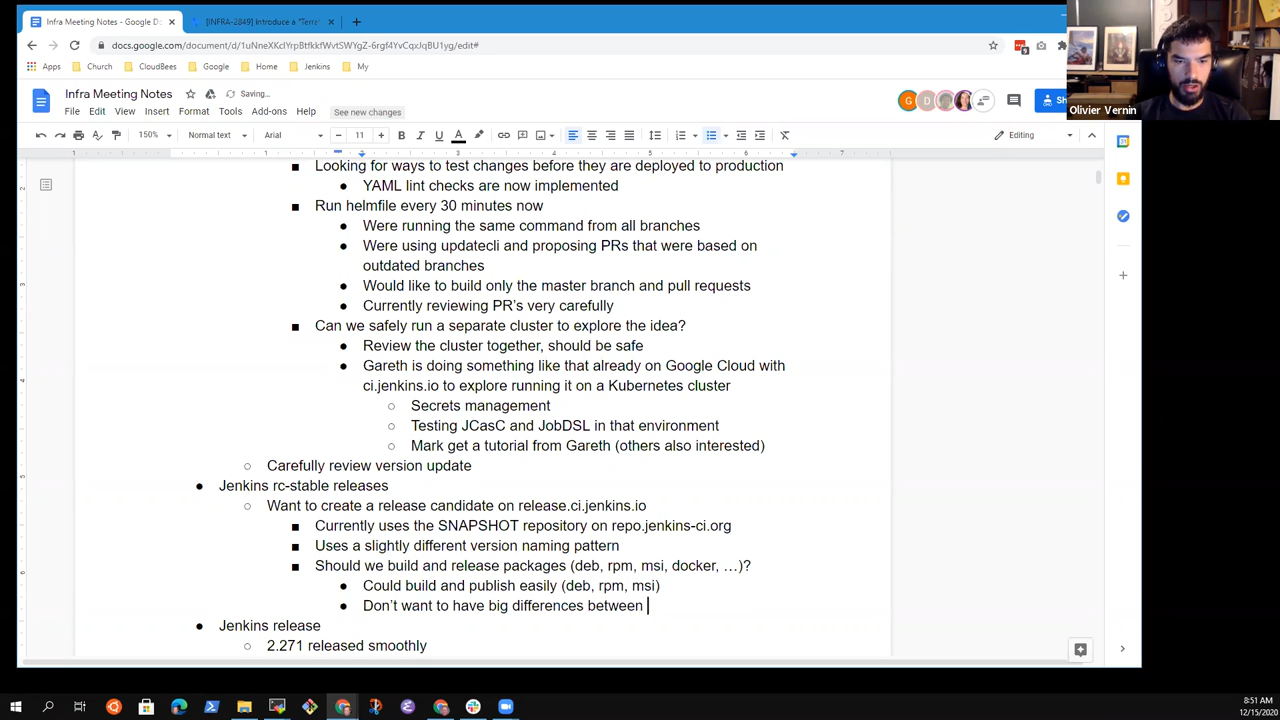 Infra Meeting Notes - Google Do
[INFRA-2849] Introduce a "Terra
docs.google.com/document/d/1uNneXKclYrpBtfkkfWvtSWYgZ-6rgf4YvCqxJqBU1yg/edit#
Apps
Church
CloudBees
Google
Home
Jenkins
My
Infra Meeting Notes
Saving...
File
Edit
View
Insert
Format
Tools
Add-ons
Help
See new changes
G
D
Sh
Olivier Vernin
150%
Normal text
Arial
11
Editing
1
1
2
3
4
5
6
7
Looking for ways to test changes before they are deployed to production
YAML lint checks are now implemented
Run helmfile every 30 minutes now
Were running the same command from all branches
Were using updatecli and proposing PRs that were based on
outdated branches
Would like to build only the master branch and pull requests
Currently reviewing PR's very carefully
Can we safely run a separate cluster to explore the idea?
Review the cluster together, should be safe
Gareth is doing something like that already on Google Cloud with
ci.jenkins.io to explore running it on a Kubernetes cluster
Secrets management
Testing JCasC and JobDSL in that environment
Mark get a tutorial from Gareth (others also interested)
Carefully review version update
Jenkins rc-stable releases
Want to create a release candidate on release.ci.jenkins.io
Currently uses the SNAPSHOT repository on repo.jenkins-ci.org
Uses a slightly different version naming pattern
Should we build and release packages (deb, rpm, msi, docker, …)?
Could build and publish easily (deb, rpm, msi)
Don't want to have big differences between
Jenkins release
2.271 released smoothly
8:51 AM
12/15/2020